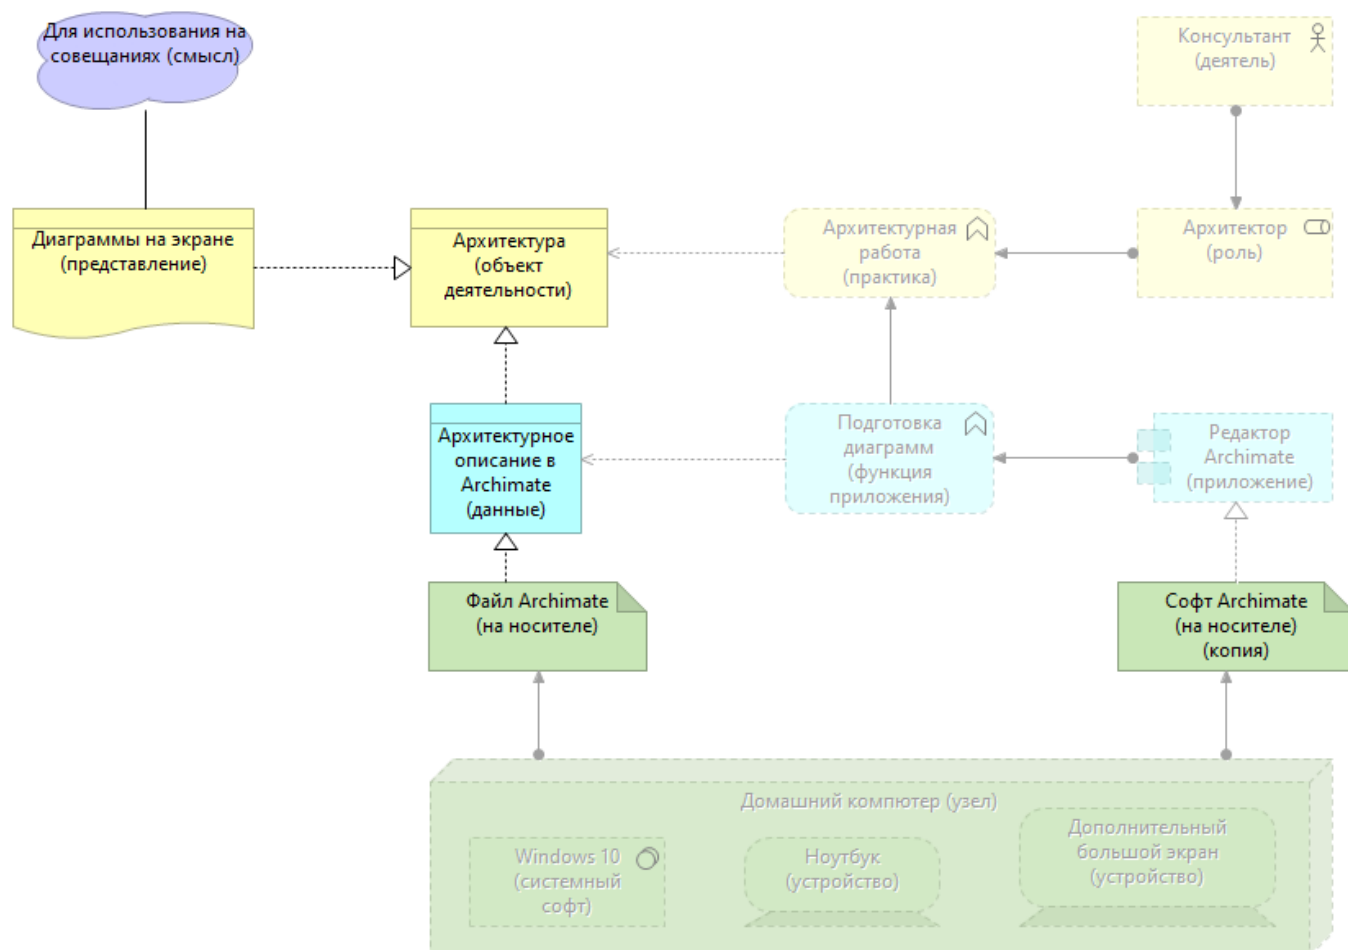 Для использования на
совещаниях (смысл)
Консультант
(деятель)
Диаграммы на экране
(представление)
Архитектура
(объект
деятельности)
Архитектурная
работа
(практика)
Архитектор
(роль)
Архитектурное
описание в
Archimate
(данные)
Подготовка
диаграмм
(функция
приложения)
Редактор
Archimate
(приложение)
Файл Archimate
(на носителе)
Софт Archimate
(на носителе)
(копия)
Домашний компютер (узел)
Windows 10
(системный
софт)
Ноутбук
(устройство)
Дополнительный
большой экран
(устройство)